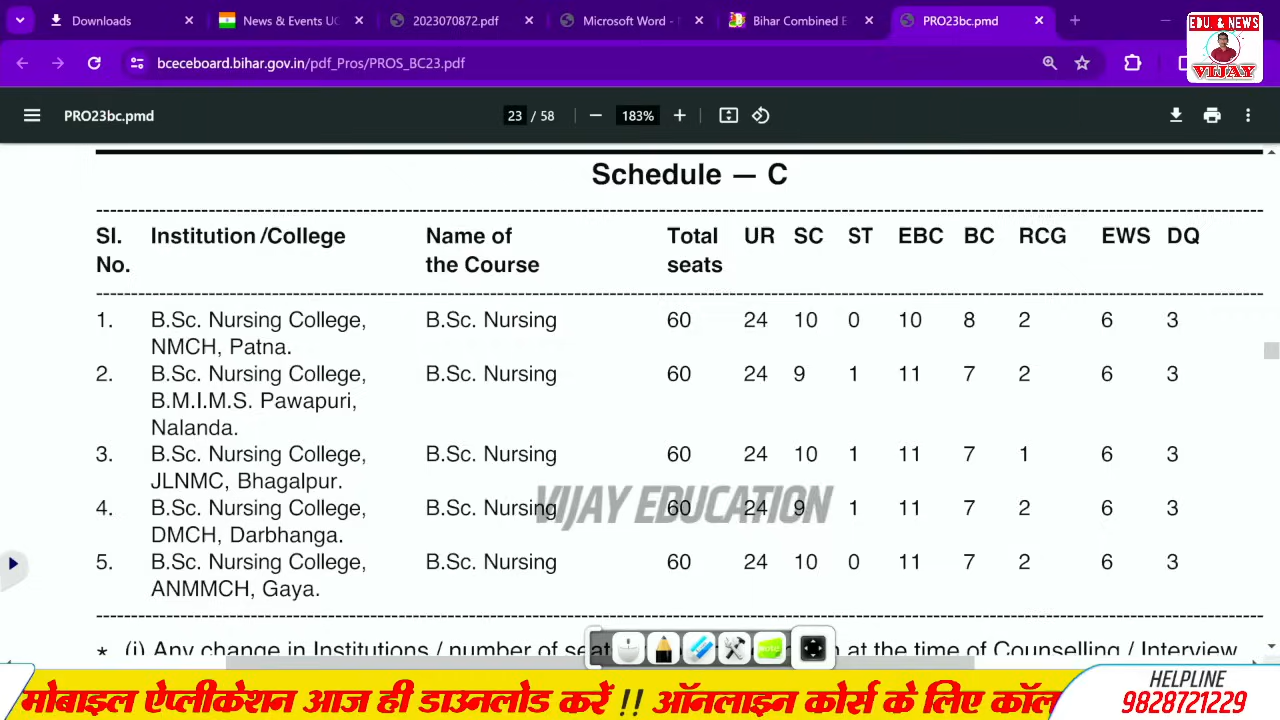 Downloads
News & Events UC
2023070872.pdf
Microsoft Word -
Bihar Combined E
PRO23bc.pmd
EDU. & NEWS
VIJAY
bceceboard.bihar.gov.in/pdf_Pros/PROS_BC23.pdf
PRO23bc.pmd
23 / 58
183%
Schedule — C
Sl. Institution /College Name of Total UR SC ST EBC BC RCG EWS DQ
No. the Course seats
1. B.Sc. Nursing College, B.Sc. Nursing 60 24 10 0 10 8 2 6 3
NMCH, Patna.
2. B.Sc. Nursing College, B.Sc. Nursing 60 24 9 1 11 7 2 6 3
B.M.I.M.S. Pawapuri,
Nalanda.
3. B.Sc. Nursing College, B.Sc. Nursing 60 24 10 1 11 7 1 6 3
JLNMC, Bhagalpur.
VIJAY EDUCATION
4. B.Sc. Nursing College, B.Sc. Nursing 60 24 9 1 11 7 2 6 3
DMCH, Darbhanga.
5. B.Sc. Nursing College, B.Sc. Nursing 60 24 10 0 11 7 2 6 3
ANMMCH, Gaya.
* (i) Any change in Institutions / number of at the time of Counselling / Interview
note
मोबाइल ऐप्लीकेशन आज ही डाउनलोड करें !! ऑनलाइन कोर्स के लिए कॉल
HELPLINE
9828721229